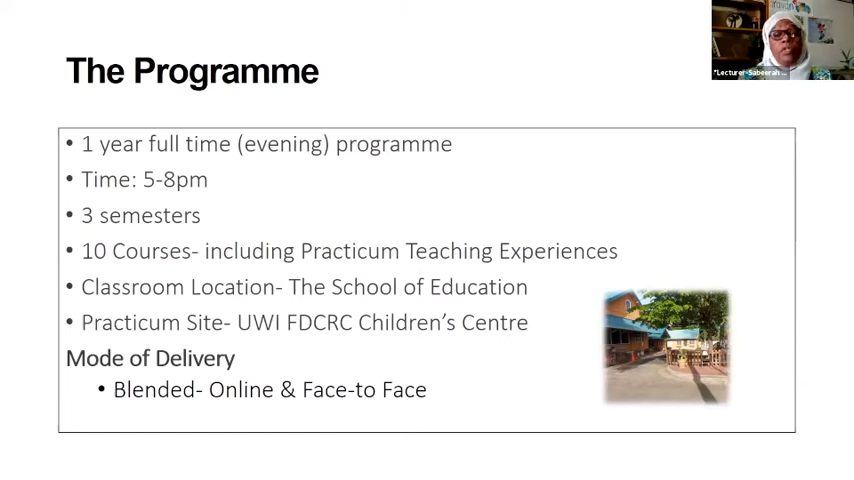 The Programme
*Lecturer-Sabeerah ...
• 1 year full time (evening) programme
• Time: 5-8pm
• 3 semesters
• 10 Courses- including Practicum Teaching Experiences
• Classroom Location- The School of Education
• Practicum Site- UWI FDCRC Children’s Centre
Mode of Delivery
• Blended- Online & Face-to Face